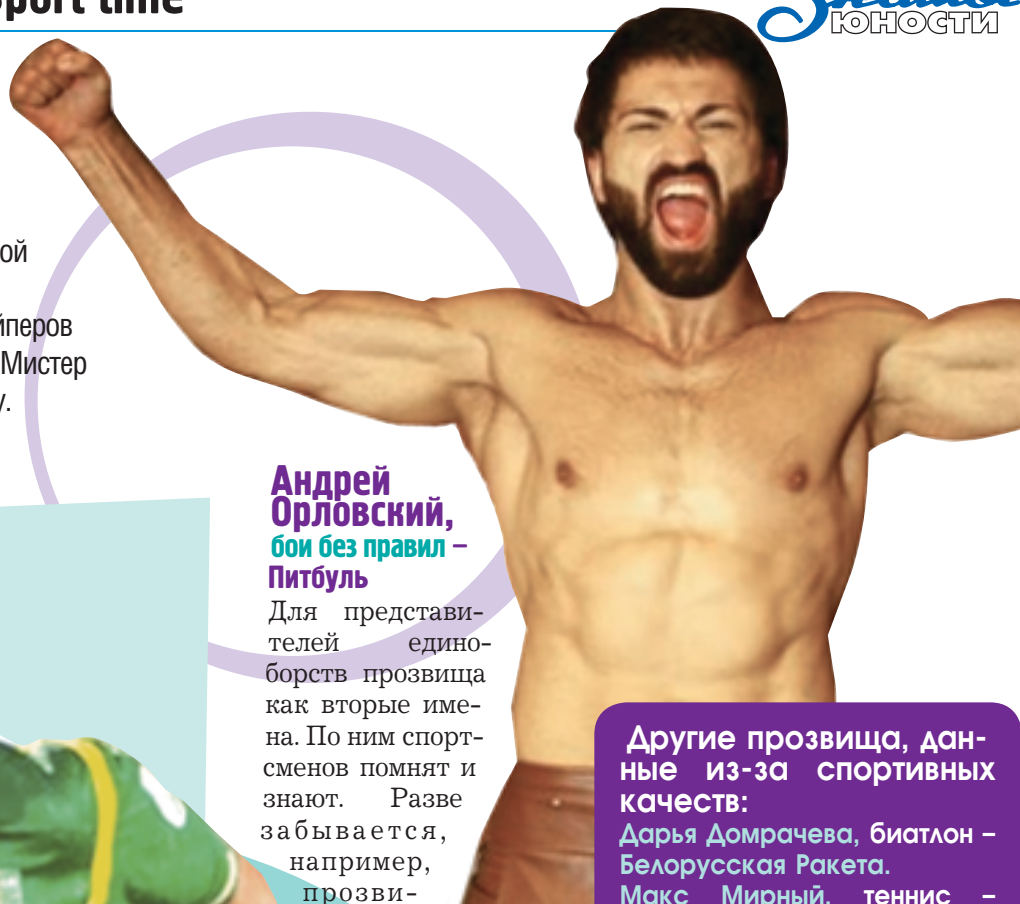 Sport time
ЮНОСТИ
Мистер
Андрей
Орловский,
бои без правил –
Питбуль
Для представи-
телей едино-
борств прозвища
как вторые име-
на. По ним спорт-
сменов помнят и
знают. Разве
забывается,
например,
прозви-
Другие прозвища, дан-
ные из-за спортивных
качеств:
Дарья Домрачева, биатлон –
Белорусская Ракета.
Макс Мирный, теннис –